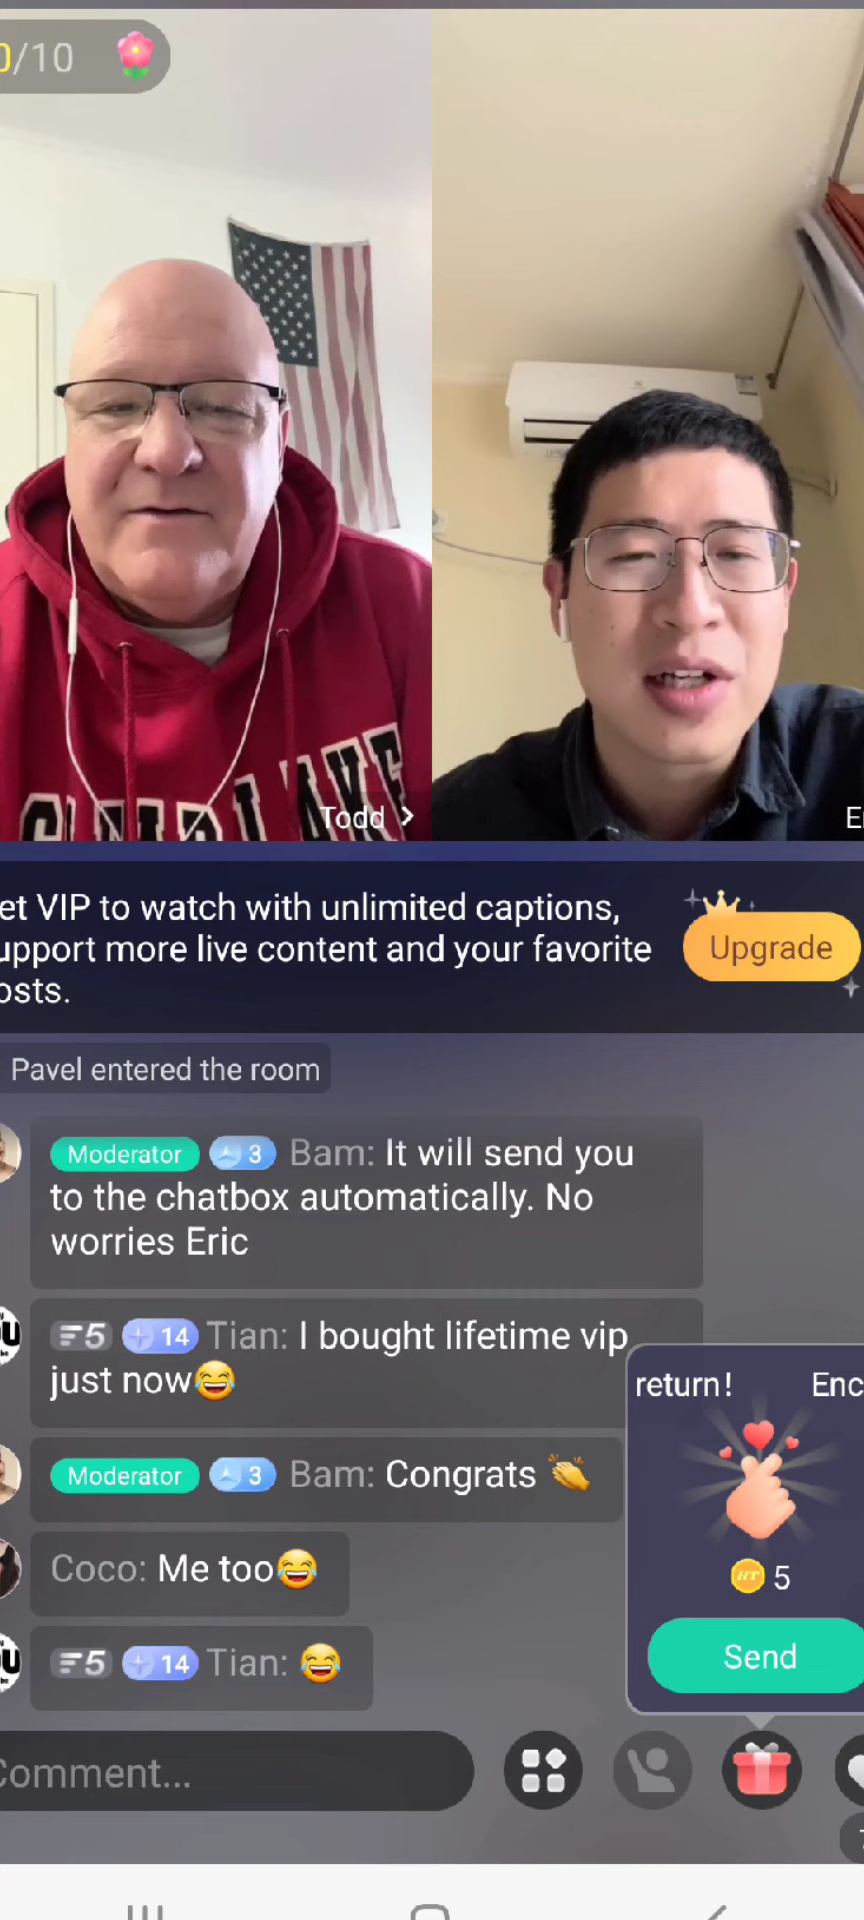 0/10
Todd >
et VIP to watch with unlimited captions,
upport more live content and your favorite
osts.
Upgrade
Pavel entered the room
Moderator 3 Bam: It will send you
to the chatbox automatically. No
worries Eric
5 14 Tian: I bought lifetime vip
just now😂
Moderator 3 Bam: Congrats 👏
Coco: Me too😂
5 14 Tian: 😂
return! Enc
HT 5
Send
Comment...